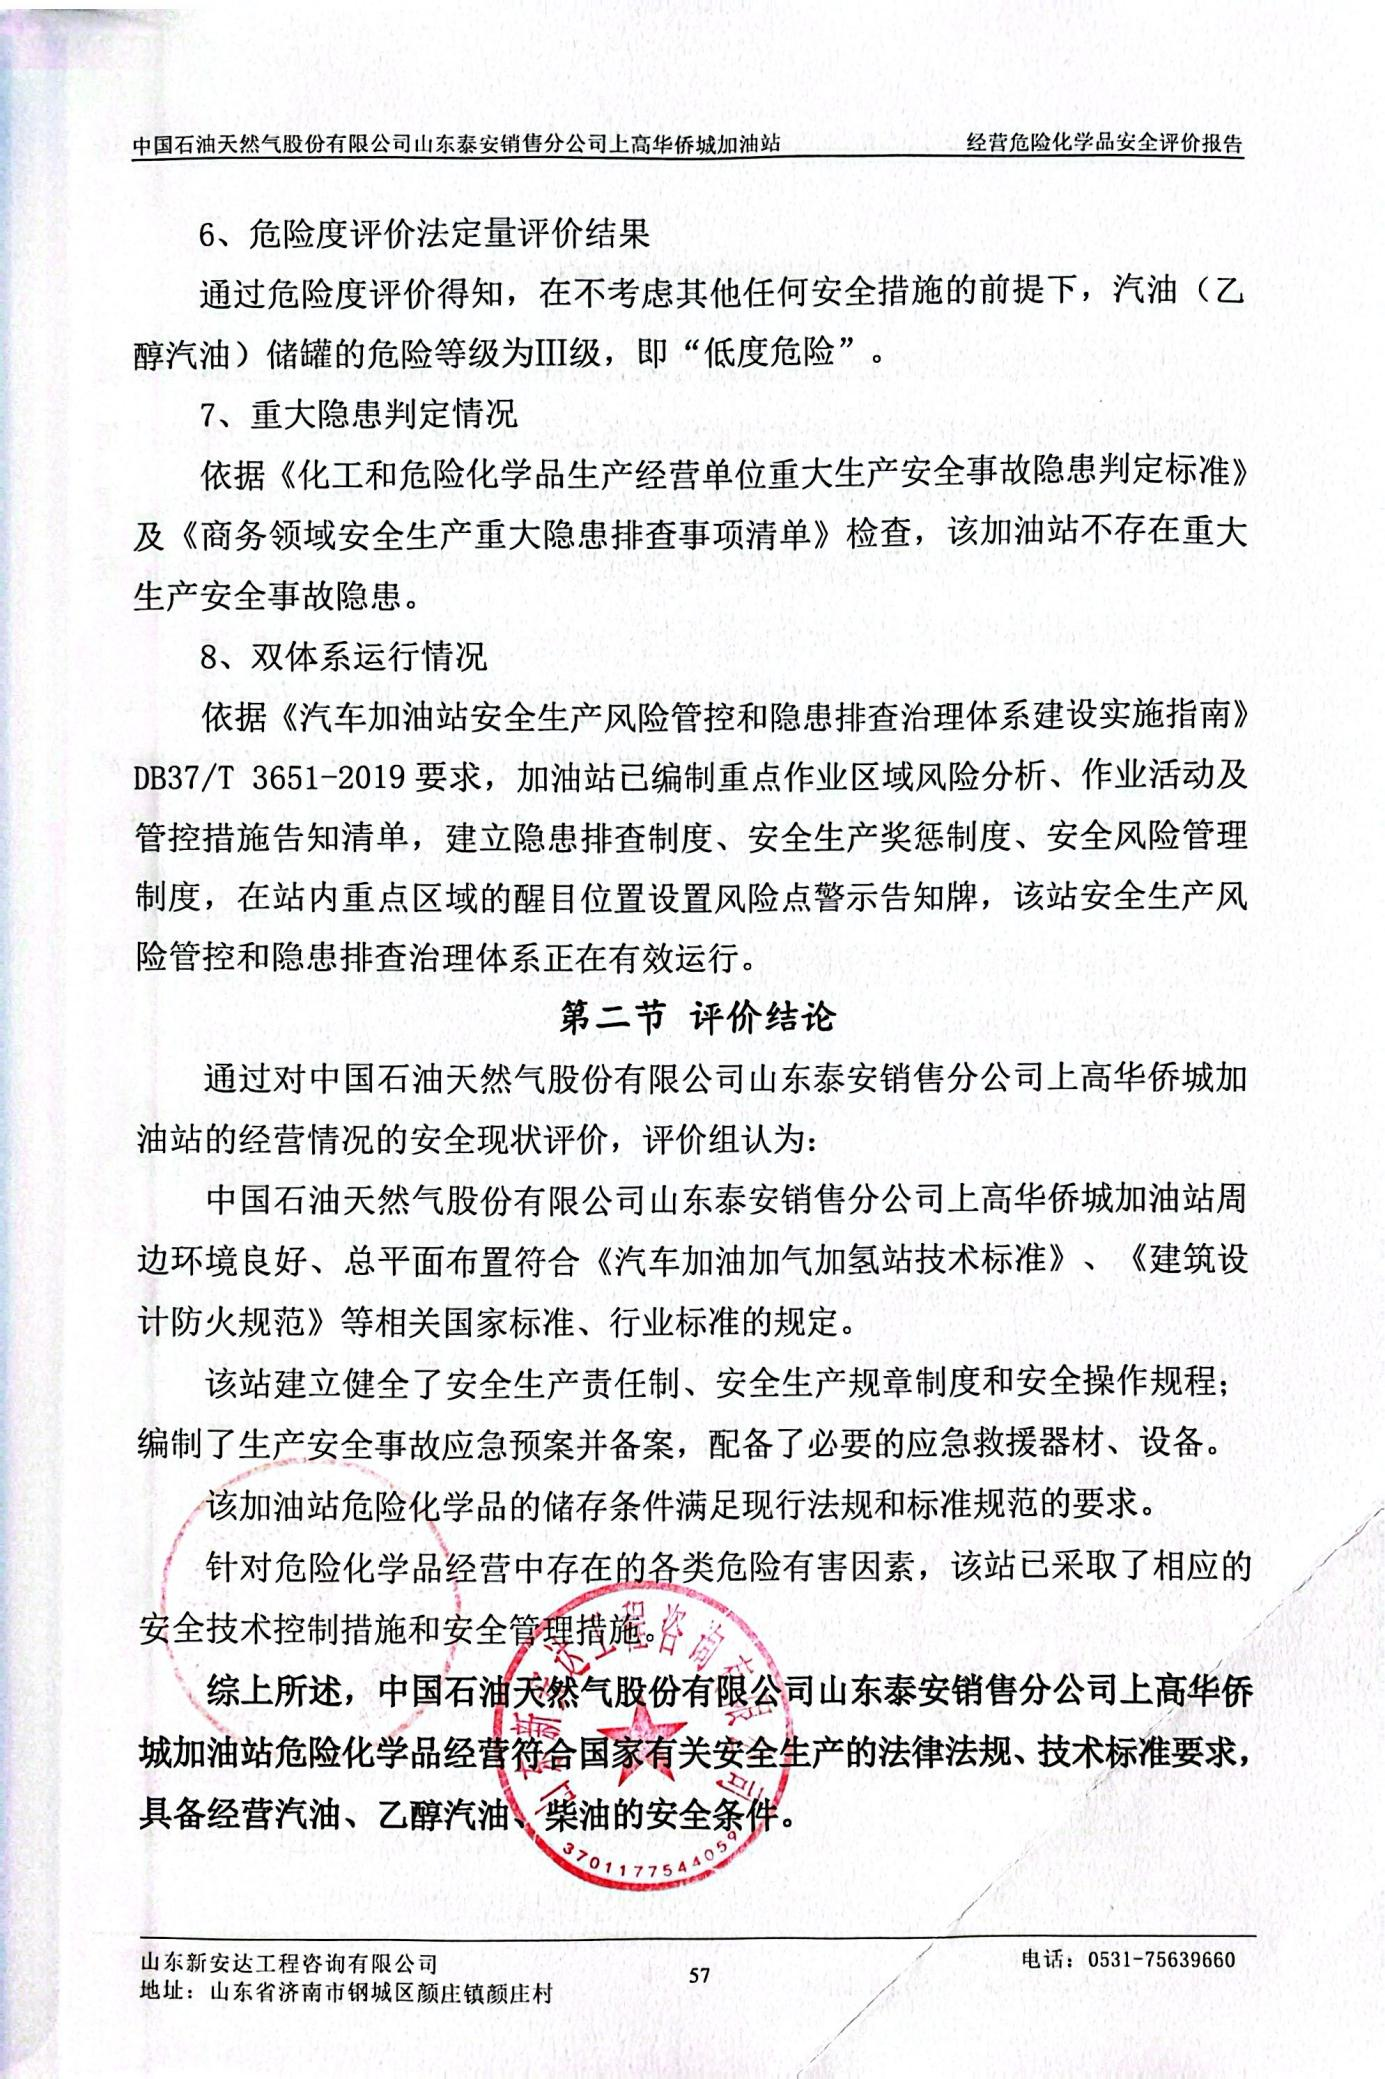 中国石油天然气股份有限公司山东泰安销售分公司上高华侨城加油站 经营危险化学品安全评价报告
6、危险度评价法定量评价结果
通过危险度评价得知，在不考虑其他任何安全措施的前提下，汽油（乙
醇汽油）储罐的危险等级为III级，即“低度危险”。
7、重大隐患判定情况
依据《化工和危险化学品生产经营单位重大生产安全事故隐患判定标准》
及《商务领域安全生产重大隐患排查事项清单》检查，该加油站不存在重大
生产安全事故隐患。
8、双体系运行情况
依据《汽车加油站安全生产风险管控和隐患排查治理体系建设实施指南》
DB37/T 3651-2019要求，加油站已编制重点作业区域风险分析、作业活动及
管控措施告知清单，建立隐患排查制度、安全生产奖惩制度、安全风险管理
制度，在站内重点区域的醒目位置设置风险点警示告知牌，该站安全生产风
险管控和隐患排查治理体系正在有效运行。
第二节 评价结论
通过对中国石油天然气股份有限公司山东泰安销售分公司上高华侨城加
油站的经营情况的安全现状评价，评价组认为：
中国石油天然气股份有限公司山东泰安销售分公司上高华侨城加油站周
边环境良好、总平面布置符合《汽车加油加气加氢站技术标准》、《建筑设
计防火规范》等相关国家标准、行业标准的规定。
该站建立健全了安全生产责任制、安全生产规章制度和安全操作规程；
编制了生产安全事故应急预案并备案，配备了必要的应急救援器材、设备。
该加油站危险化学品的储存条件满足现行法规和标准规范的要求。
针对危险化学品经营中存在的各类危险有害因素，该站已采取了相应的
安全技术控制措施和安全管理措施。
综上所述，中国石油天然气股份有限公司山东泰安销售分公司上高华侨
城加油站危险化学品经营符合国家有关安全生产的法律法规、技术标准要求，
具备经营汽油、乙醇汽油、柴油的安全条件。
山东新安达工程咨询有限公司
3701177544059
山东新安达工程咨询有限公司 电话：0531-75639660
地址：山东省济南市钢城区颜庄镇颜庄村
57